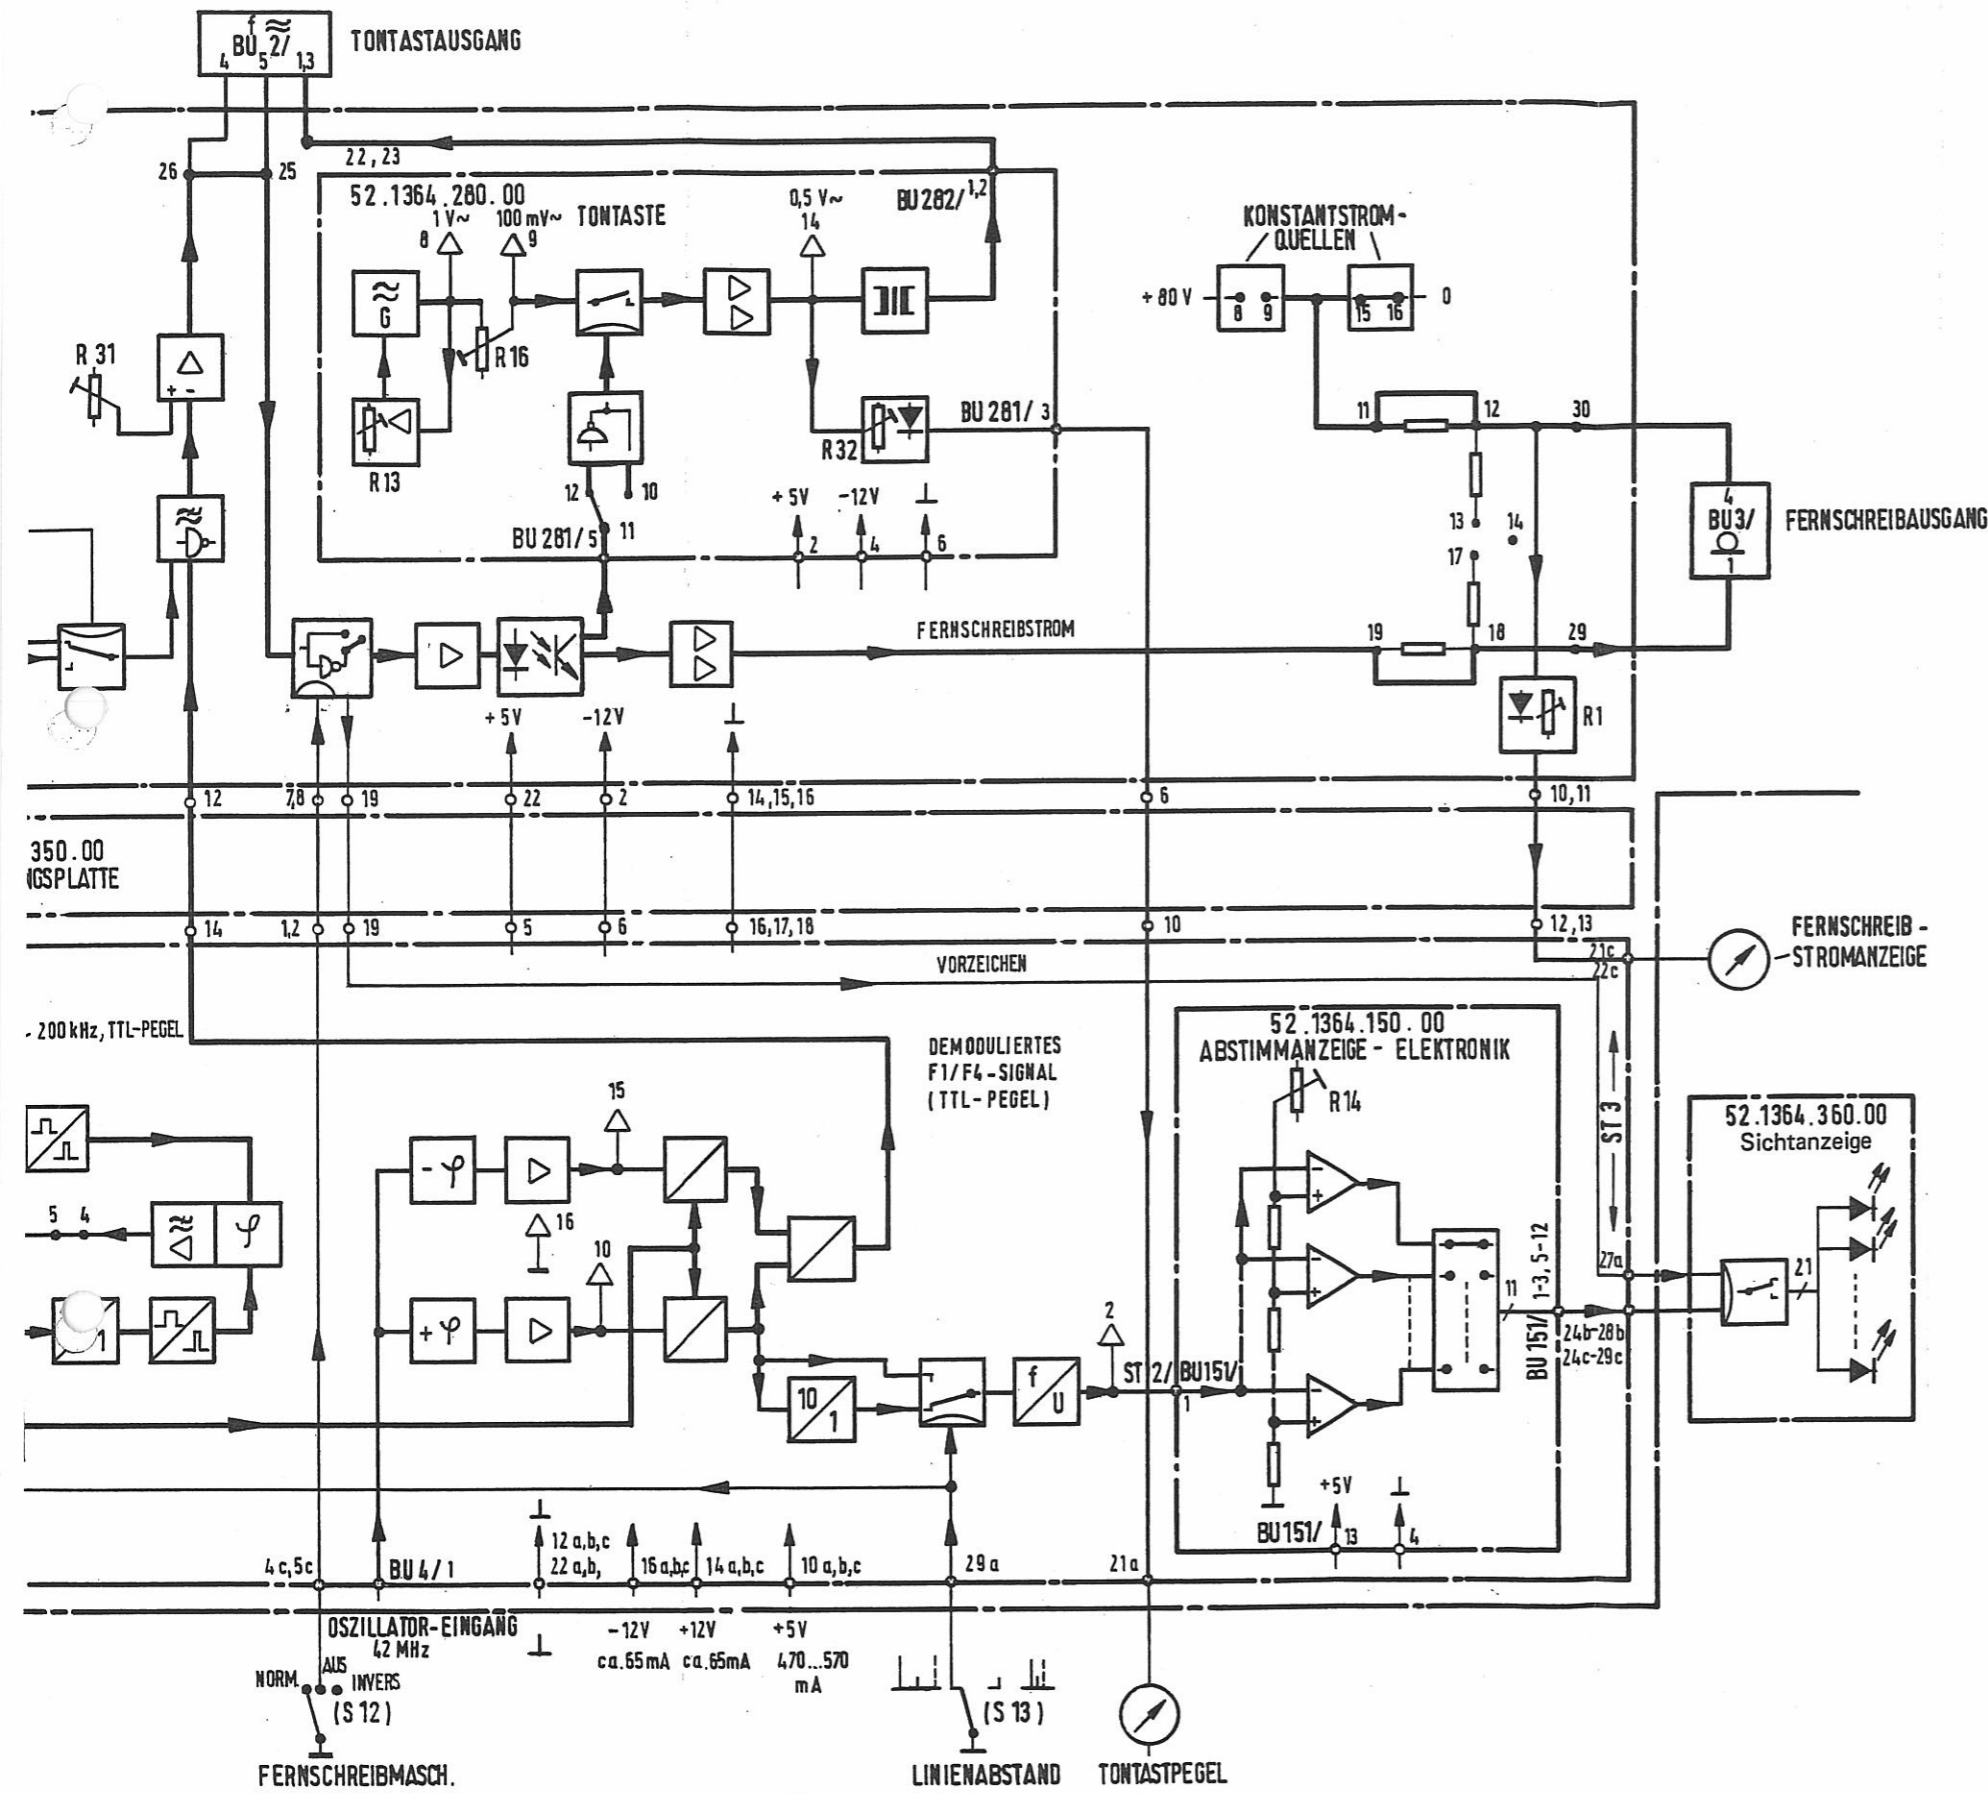 f ≈
BU 2/
4 5 1,3
TONTASTAUSGANG
22, 23
26
25
52.1364.280.00
TONTASTE
1 V~
8
100 mV~
9
0,5 V~
14
BU 282/ 1,2
G
R 16
R 13
R 31
+ -
R 32
BU 281/ 3
12
10
11
BU 281/ 5
+ 5V
-12V
⊥
2
4
6
KONSTANTSTROM-
QUELLEN
+ 80 V
8 9
15 16
0
11
12
30
13
14
17
19
18
29
4
BU3/
1
FERNSCHREIBAUSGANG
FERNSCHREIBSTROM
R 1
+ 5V
-12V
⊥
12
7,8
19
22
2
14,15,16
6
10, 11
350.00
NGSPLATTE
14
1,2
19
5
6
16,17,18
10
12, 13
21c
22c
FERNSCHREIB-
STROMANZEIGE
VORZEICHEN
- 200 kHz, TTL-PEGEL
DEMODULIERTES
F1/F4-SIGNAL
(TTL-PEGEL)
52.1364.150.00
ABSTIMMANZEIGE - ELEKTRONIK
R 14
ST 3
52.1364.360.00
Sichtanzeige
15
- φ
16
5 4
φ
10
+ φ
1
10
1
f
U
2
ST 2/
BU151/
1
- +
- +
- +
11
BU 151/ 1-3, 5-12
27a
24b-28b
24c-29c
21
+5V
⊥
BU 151/
13
4
4c, 5c
BU 4/ 1
⊥
12 a,b,c
22 a,b,
16 a,b,c
14 a,b,c
10 a,b,c
29 a
21a
OSZILLATOR-EINGANG
42 MHz
⊥
-12V
ca.65mA
+12V
ca.65mA
+5V
470...570
mA
NORM.
AUS
INVERS
(S 12)
FERNSCHREIBMASCH.
(S 13)
LINIENABSTAND
TONTASTPEGEL